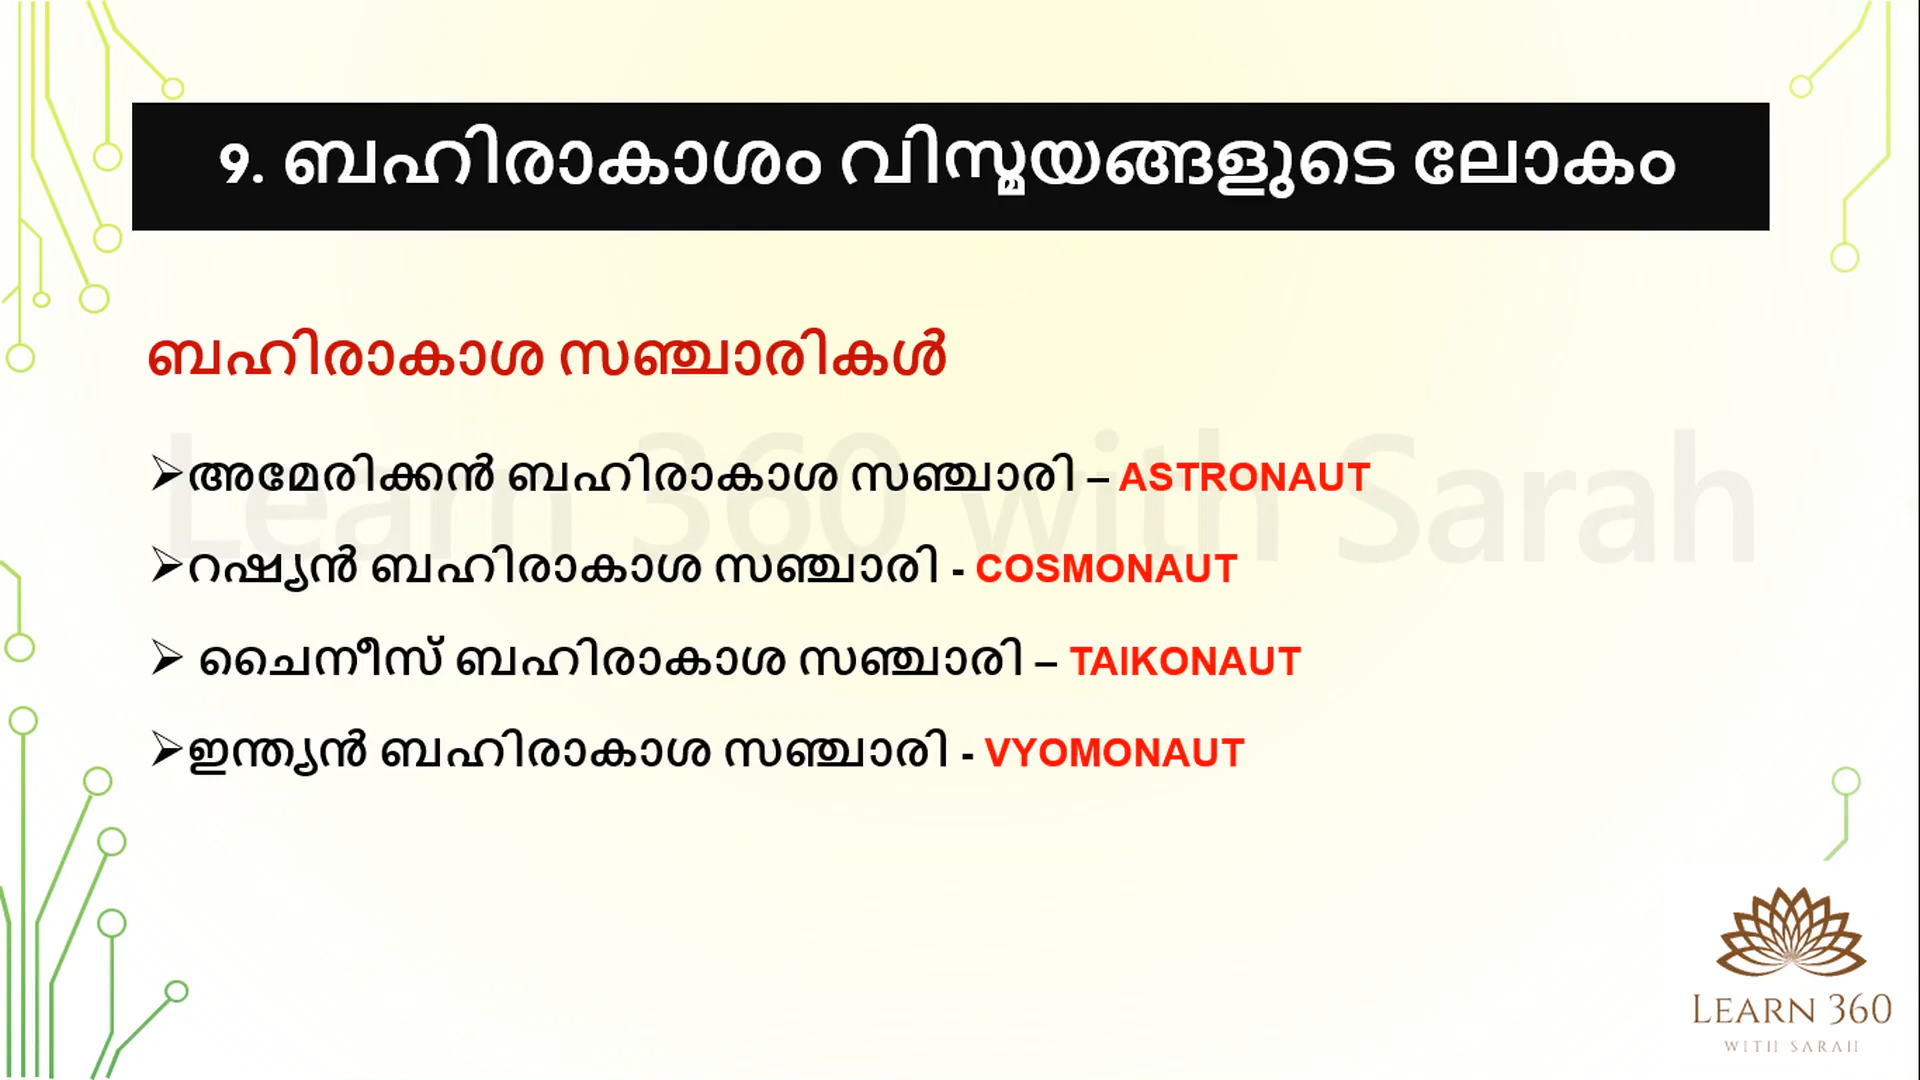 9. ബഹിരാകാശം വിസ്മയങ്ങളുടെ ലോകം
ബഹിരാകാശ സഞ്ചാരികൾ
➢അമേരിക്കൻ ബഹിരാകാശ സഞ്ചാരി – ASTRONAUT
➢റഷ്യൻ ബഹിരാകാശ സഞ്ചാരി - COSMONAUT
➢ ചൈനീസ് ബഹിരാകാശ സഞ്ചാരി – TAIKONAUT
➢ഇന്ത്യൻ ബഹിരാകാശ സഞ്ചാരി - VYOMONAUT
Learn 360 with Sarah
LEARN 360
WITH SARAH